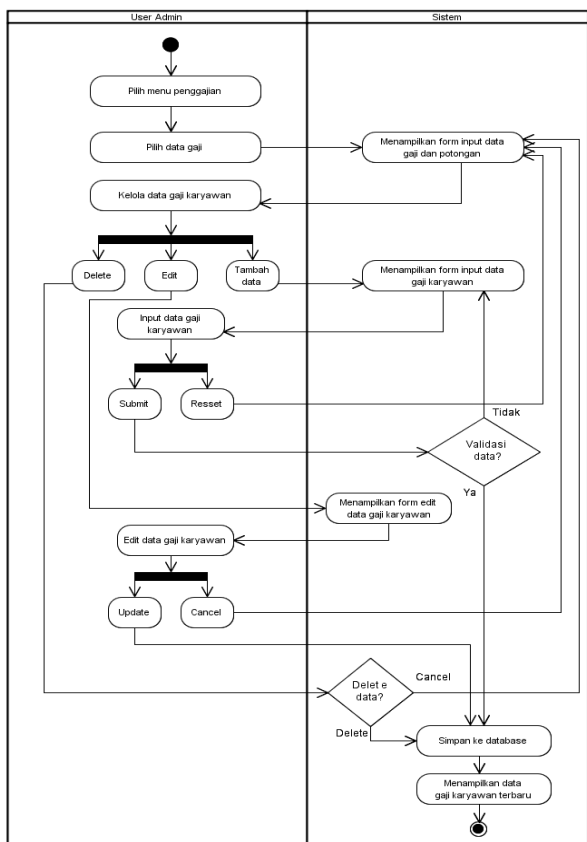 User Admin
Sistem
Pilih menu penggajian
Pilih data gaji
Menampilkan form input data
gaji dan potongan
Kelola data gaji karyawan
Delete
Edit
Tambah
data
Menampilkan form input data
gaji karyawan
Input data gaji
karyawan
Submit
Resset
Tidak
Validasi
data?
Ya
Menampilkan form edit
data gaji karyawan
Edit data gaji karyawan
Update
Cancel
Delet e
data?
Cancel
Delete
Simpan ke database
Menampilkan data
gaji karyawan terbaru